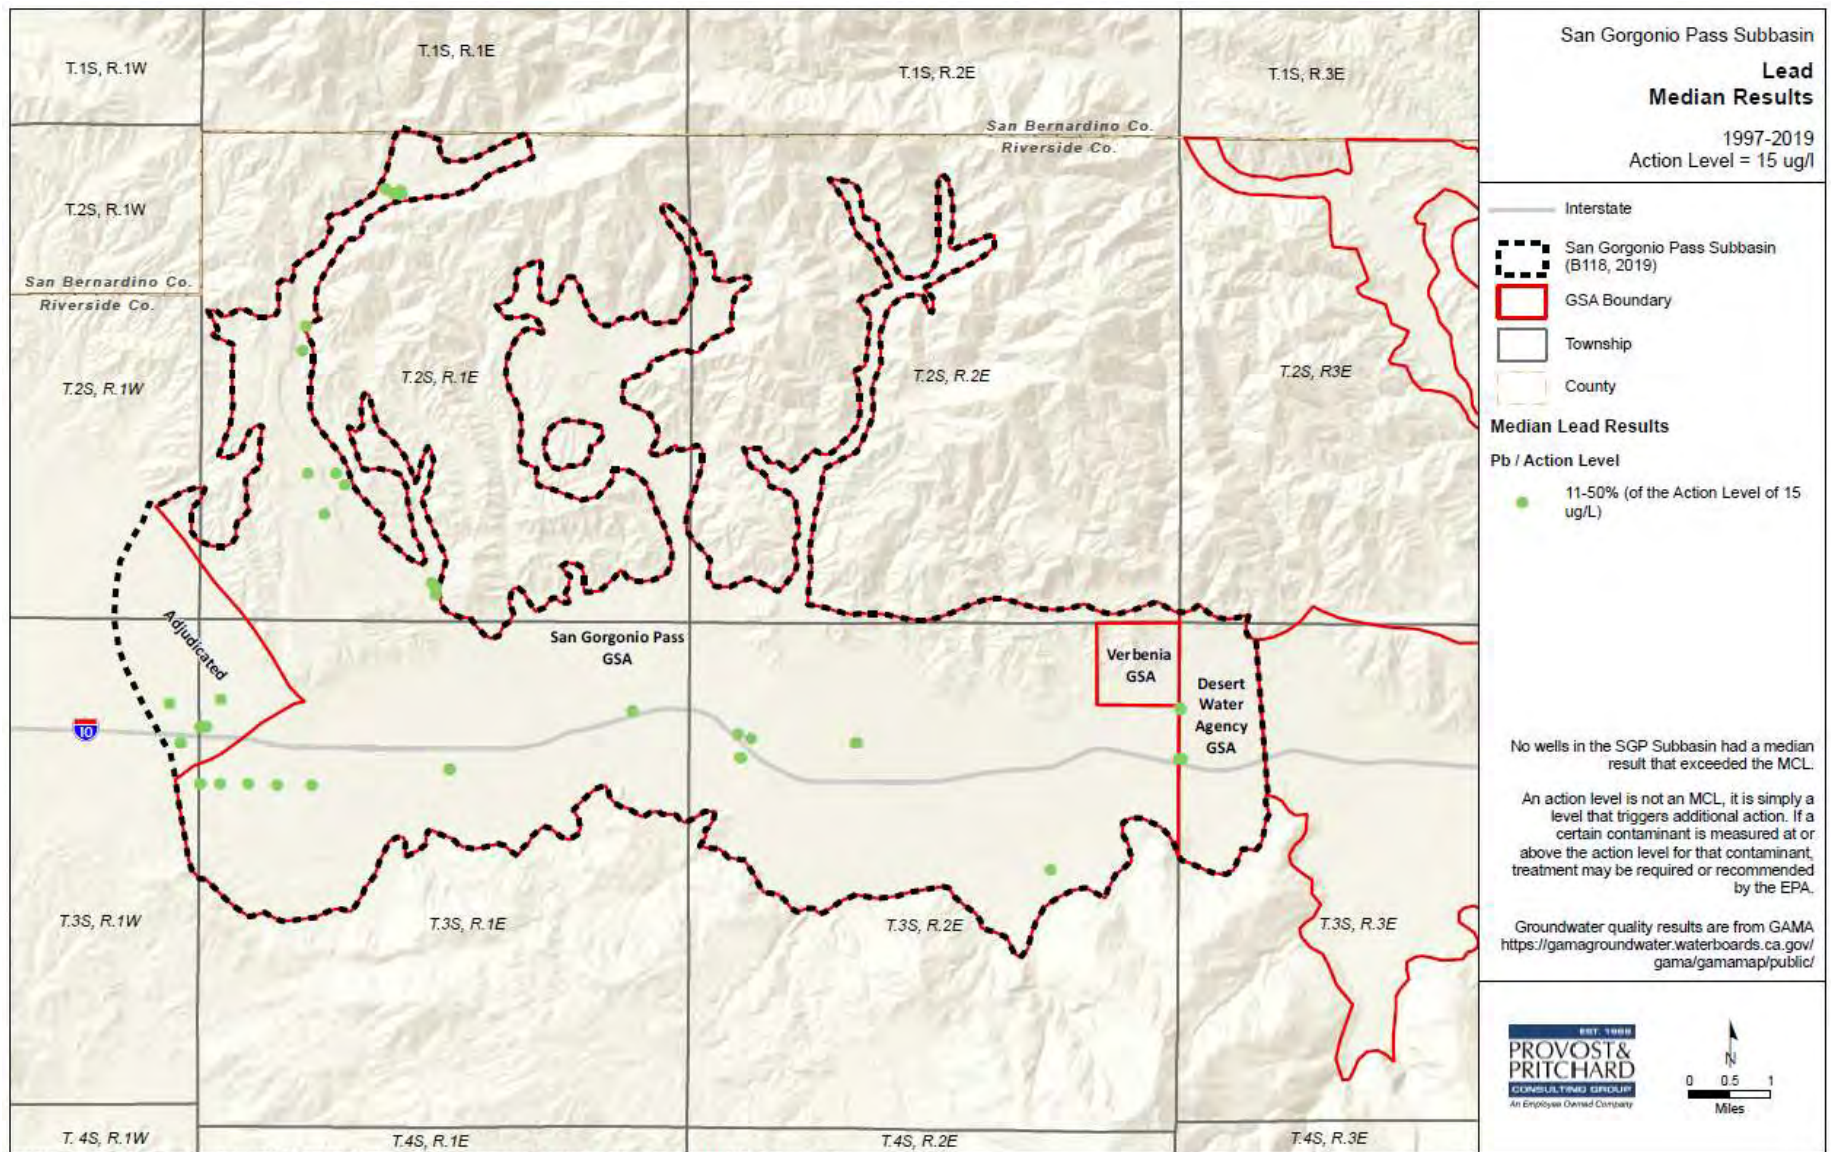 T.1S, R.1W
T.1S, R.1E
T.1S, R.2E
T.1S, R.3E
San Bernardino Co.
Riverside Co.
T.2S, R.1W
San Bernardino Co.
Riverside Co.
T.2S, R.1W
T.2S, R.1E
T.2S, R.2E
T.2S, R3E
Adjudicated
San Gorgonio Pass
GSA
Verbenia
GSA
Desert
Water
Agency
GSA
10
T.3S, R.1W
T.3S, R.1E
T.3S, R.2E
T.3S, R.3E
T. 4S, R.1W
T.4S, R.1E
T.4S, R.2E
T.4S, R.3E
San Gorgonio Pass Subbasin
Lead
Median Results
1997-2019
Action Level = 15 ug/l
Interstate
San Gorgonio Pass Subbasin
(B118, 2019)
GSA Boundary
Township
County
Median Lead Results
Pb / Action Level
11-50% (of the Action Level of 15
ug/L)
No wells in the SGP Subbasin had a median
result that exceeded the MCL.
An action level is not an MCL, it is simply a
level that triggers additional action. If a
certain contaminant is measured at or
above the action level for that contaminant,
treatment may be required or recommended
by the EPA.
Groundwater quality results are from GAMA
https://gamagroundwater.waterboards.ca.gov/
gama/gamamap/public/
EST. 1968
PROVOST&
PRITCHARD
CONSULTING GROUP
An Employee Owned Company
N
0 0.5 1
Miles